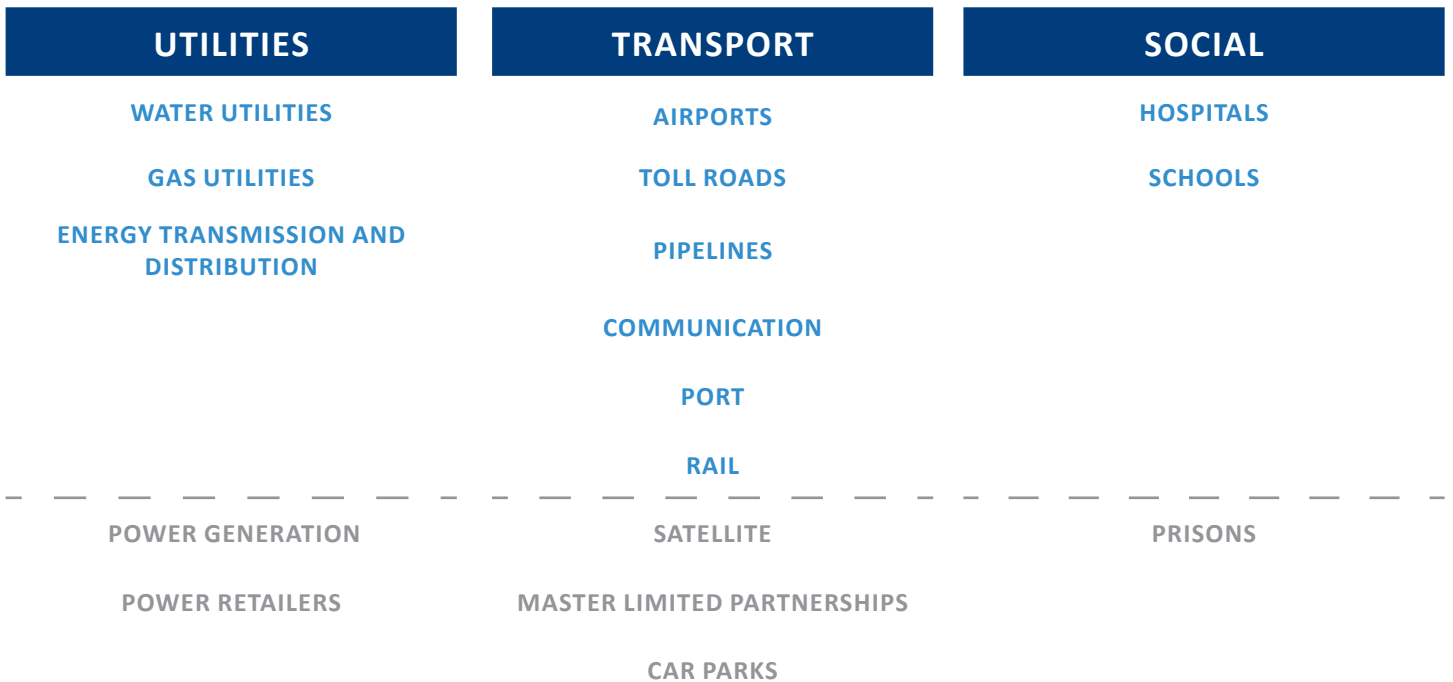 UTILITIES
WATER UTILITIES
GAS UTILITIES
ENERGY TRANSMISSION AND
DISTRIBUTION
POWER GENERATION
POWER RETAILERS
TRANSPORT
AIRPORTS
TOLL ROADS
PIPELINES
COMMUNICATION
PORT
RAIL
SATELLITE
MASTER LIMITED PARTNERSHIPS
CAR PARKS
SOCIAL
HOSPITALS
SCHOOLS
PRISONS